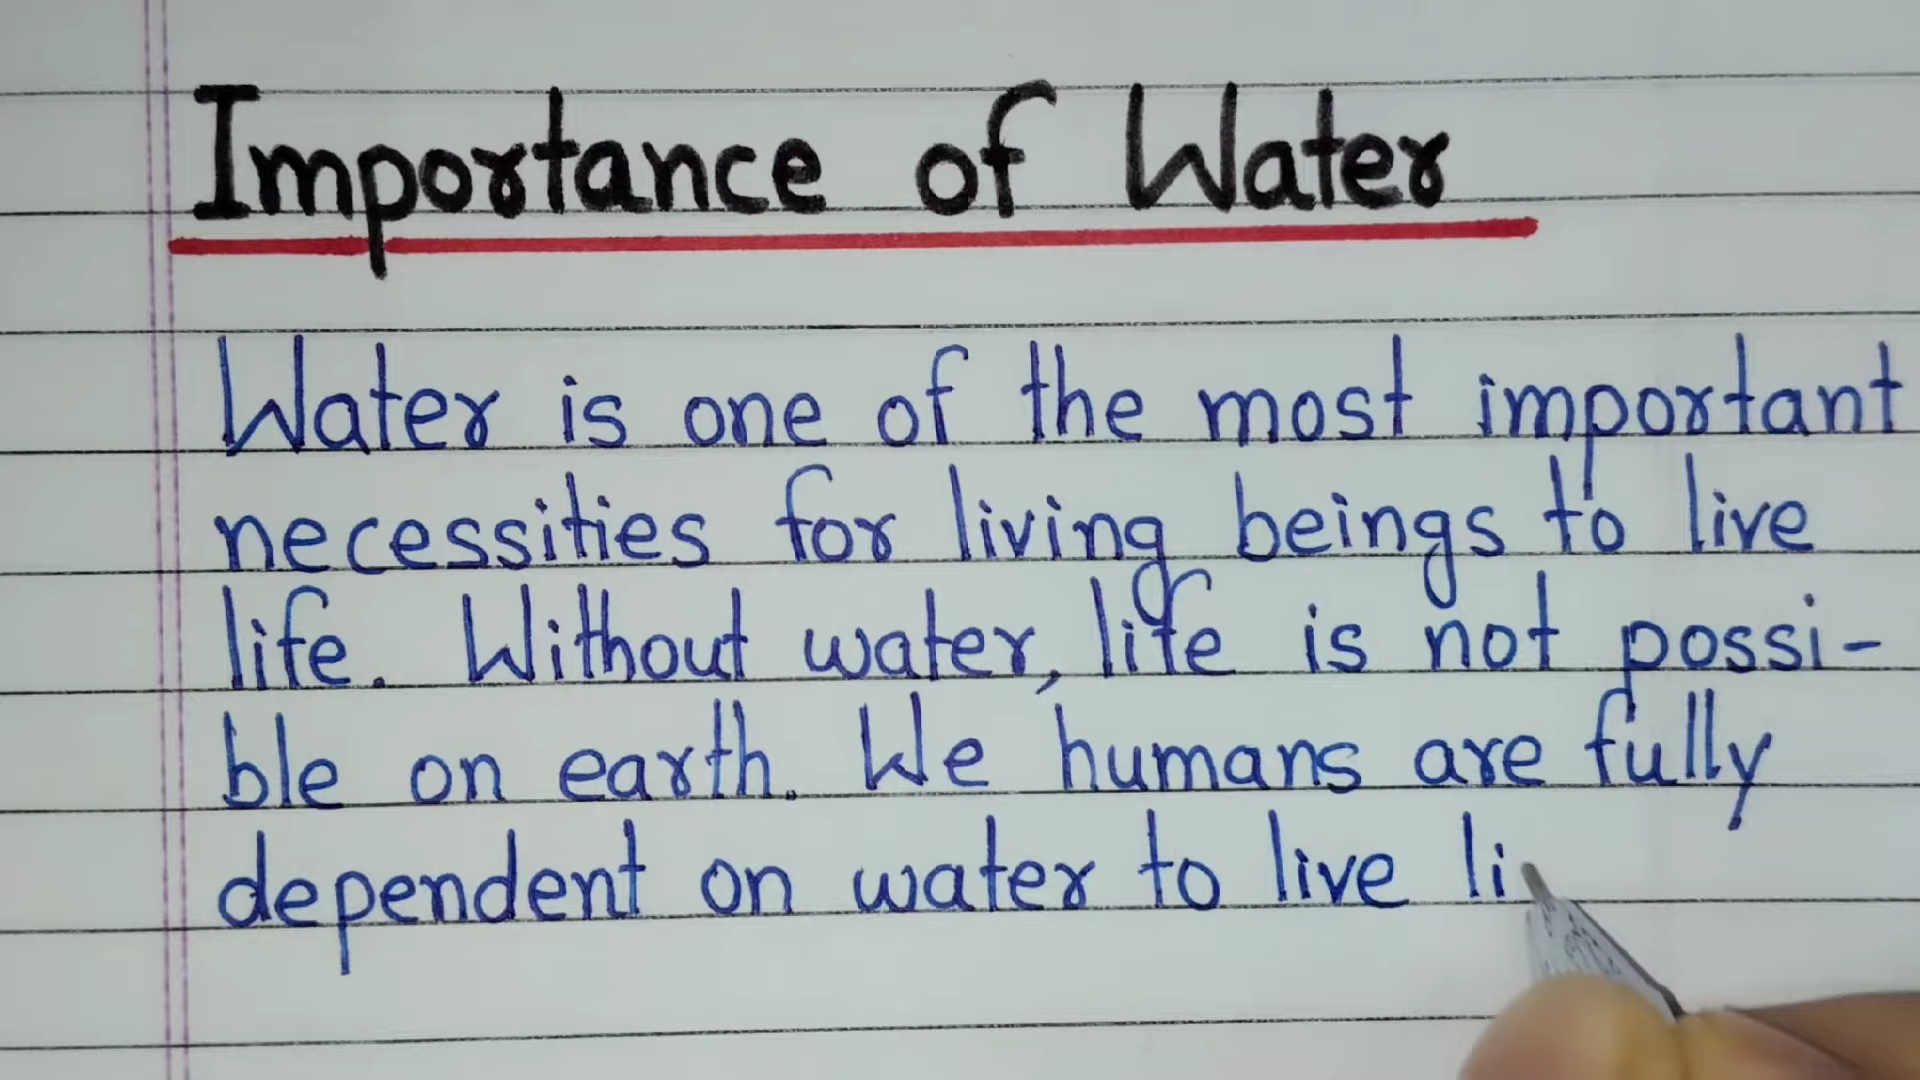 Importance of Water
Water is one of the most important
necessities for living beings to live
life. Without water, life is not possi-
ble on earth. We humans are fully
dependent on water to live li